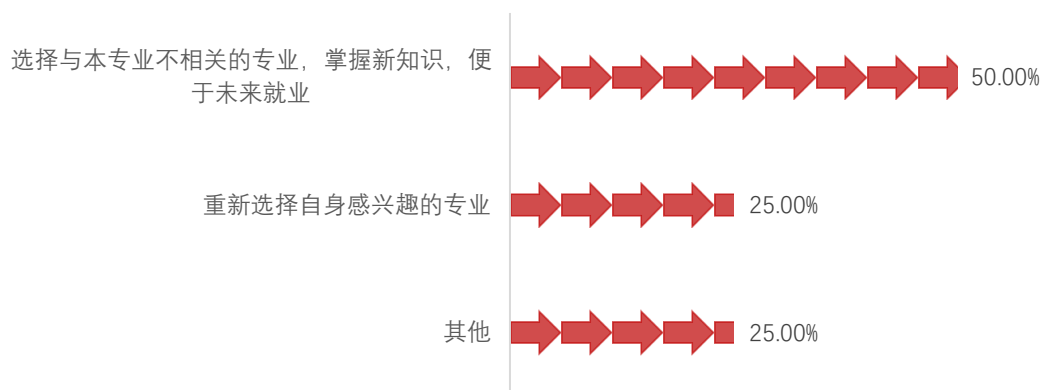 选择与本专业不相关的专业，掌握新知识，便
于未来就业
50.00%
重新选择自身感兴趣的专业
25.00%
其他
25.00%